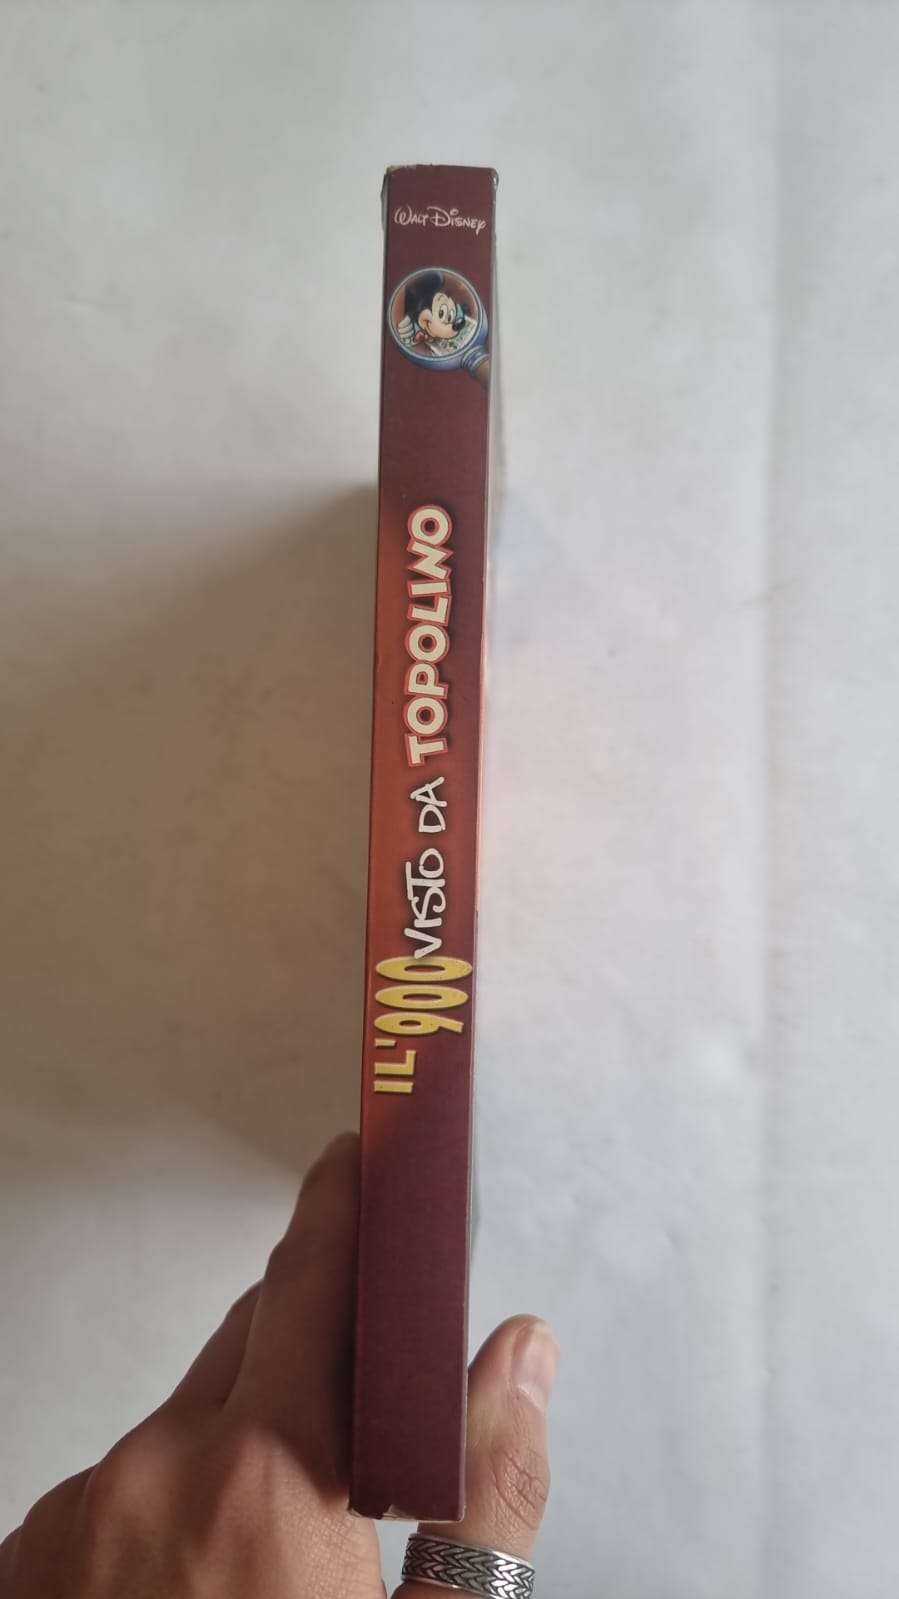 WALT DISNEY
IL '900 VISTO DA TOPOLINO